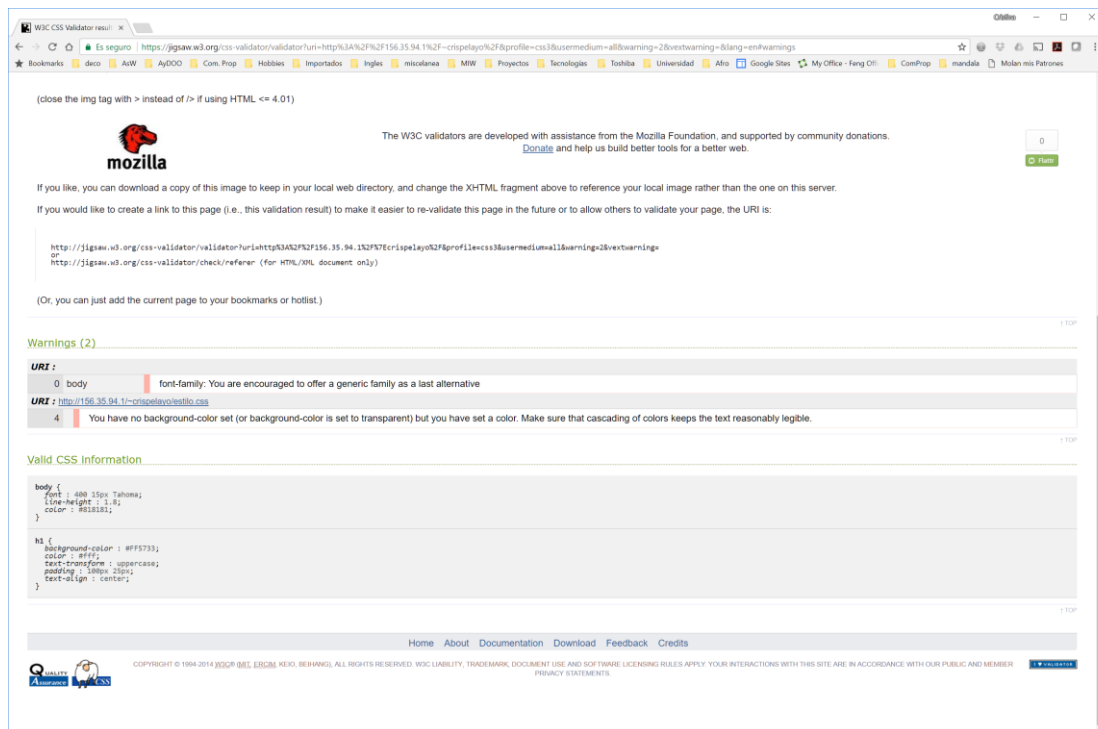 Cristina
W3C CSS Validator result
Es seguro | https://jigsaw.w3.org/css-validator/validator?uri=http%3A%2F%2F156.35.94.1%2F~crispelayo%2F&profile=css3&usermedium=all&warning=2&vextwarning=&lang=en#warnings
Bookmarks deco AsW AyDOO Com. Prop Hobbies Importados Ingles miscelanea MIW Proyectos Tecnologias Toshiba Universidad Afro Google Sites My Office - Feng Offi ComProp mandala Molan mis Patrones
(close the img tag with > instead of /> if using HTML <= 4.01)
mozilla
The W3C validators are developed with assistance from the Mozilla Foundation, and supported by community donations.
Donate and help us build better tools for a better web.
0
Flattr
If you like, you can download a copy of this image to keep in your local web directory, and change the XHTML fragment above to reference your local image rather than the one on this server.
If you would like to create a link to this page (i.e., this validation result) to make it easier to re-validate this page in the future or to allow others to validate your page, the URI is:
http://jigsaw.w3.org/css-validator/validator?uri=http%3A%2F%2F156.35.94.1%2F%7Ecrispelayo%2F&profile=css3&usermedium=all&warning=2&vextwarning=
or
http://jigsaw.w3.org/css-validator/check/referer (for HTML/XML document only)
(Or, you can just add the current page to your bookmarks or hotlist.)
↑ TOP
Warnings (2)
URI :
0 body font-family: You are encouraged to offer a generic family as a last alternative
URI : http://156.35.94.1/~crispelayo/estilo.css
4 You have no background-color set (or background-color is set to transparent) but you have set a color. Make sure that cascading of colors keeps the text reasonably legible.
↑ TOP
Valid CSS information
body {
font : 400 15px Tahoma;
line-height : 1.8;
color : #818181;
}
h1 {
background-color : #FF5733;
color : #fff;
text-transform : uppercase;
padding : 100px 25px;
text-align : center;
}
↑ TOP
Home About Documentation Download Feedback Credits
QUALITY
Assurance
CSS
COPYRIGHT © 1994-2014 W3C® (MIT, ERCIM, KEIO, BEIHANG), ALL RIGHTS RESERVED. W3C LIABILITY, TRADEMARK, DOCUMENT USE AND SOFTWARE LICENSING RULES APPLY. YOUR INTERACTIONS WITH THIS SITE ARE IN ACCORDANCE WITH OUR PUBLIC AND MEMBER
PRIVACY STATEMENTS.
I ♥ VALIDATOR